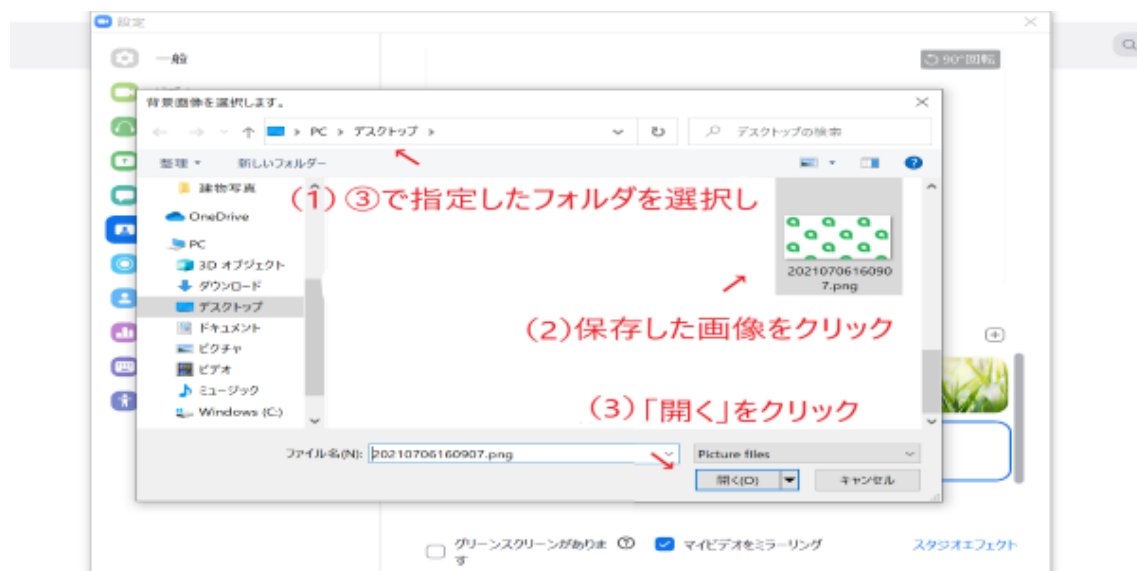 設定
一般
90°回転
背景画像を選択します。
PC › デスクトップ ›
デスクトップの検索
整理
新しいフォルダー
(1) ③で指定したフォルダを選択し
建物写真
OneDrive
PC
3D オブジェクト
ダウンロード
デスクトップ
ドキュメント
ピクチャ
ビデオ
ミュージック
Windows (C:)
2021070616090
7.png
(2)保存した画像をクリック
(3)「開く」をクリック
ファイル名(N): 20210706160907.png
Picture files
開く(O)
キャンセル
グリーンスクリーンがありま
す
マイビデオをミラーリング
スタジオエフェクト